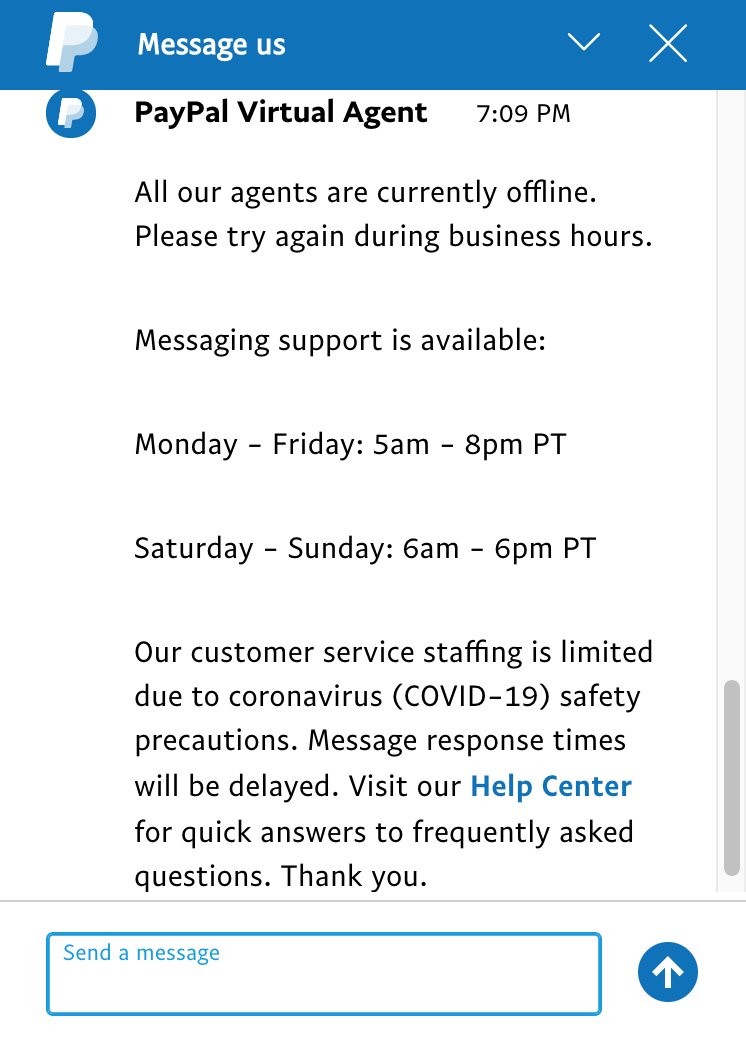 Message us
PayPal Virtual Agent 7:09 PM
All our agents are currently offline.
Please try again during business hours.
Messaging support is available:
Monday - Friday: 5am - 8pm PT
Saturday - Sunday: 6am - 6pm PT
Our customer service staffing is limited
due to coronavirus (COVID-19) safety
precautions. Message response times
will be delayed. Visit our Help Center
for quick answers to frequently asked
questions. Thank you.
Send a message